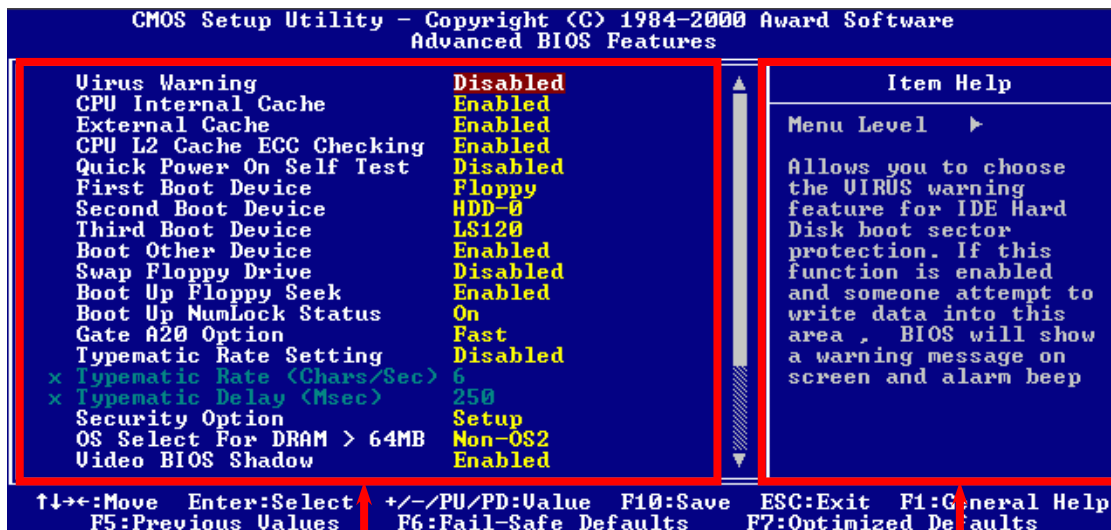 CMOS Setup Utility - Copyright (C) 1984-2000 Award Software
Advanced BIOS Features
Virus Warning Disabled
CPU Internal Cache Enabled
External Cache Enabled
CPU L2 Cache ECC Checking Enabled
Quick Power On Self Test Disabled
First Boot Device Floppy
Second Boot Device HDD-0
Third Boot Device LS120
Boot Other Device Enabled
Swap Floppy Drive Disabled
Boot Up Floppy Seek Enabled
Boot Up NumLock Status On
Gate A20 Option Fast
Typematic Rate Setting Disabled
x Typematic Rate (Chars/Sec) 6
x Typematic Delay (Msec) 250
Security Option Setup
OS Select For DRAM > 64MB Non-OS2
Video BIOS Shadow Enabled
Item Help
Menu Level ►
Allows you to choose
the VIRUS warning
feature for IDE Hard
Disk boot sector
protection. If this
function is enabled
and someone attempt to
write data into this
area , BIOS will show
a warning message on
screen and alarm beep
↑↓→←:Move Enter:Select +/-/PU/PD:Value F10:Save ESC:Exit F1:General Help
F5:Previous Values F6:Fail-Safe Defaults F7:Optimized Defaults